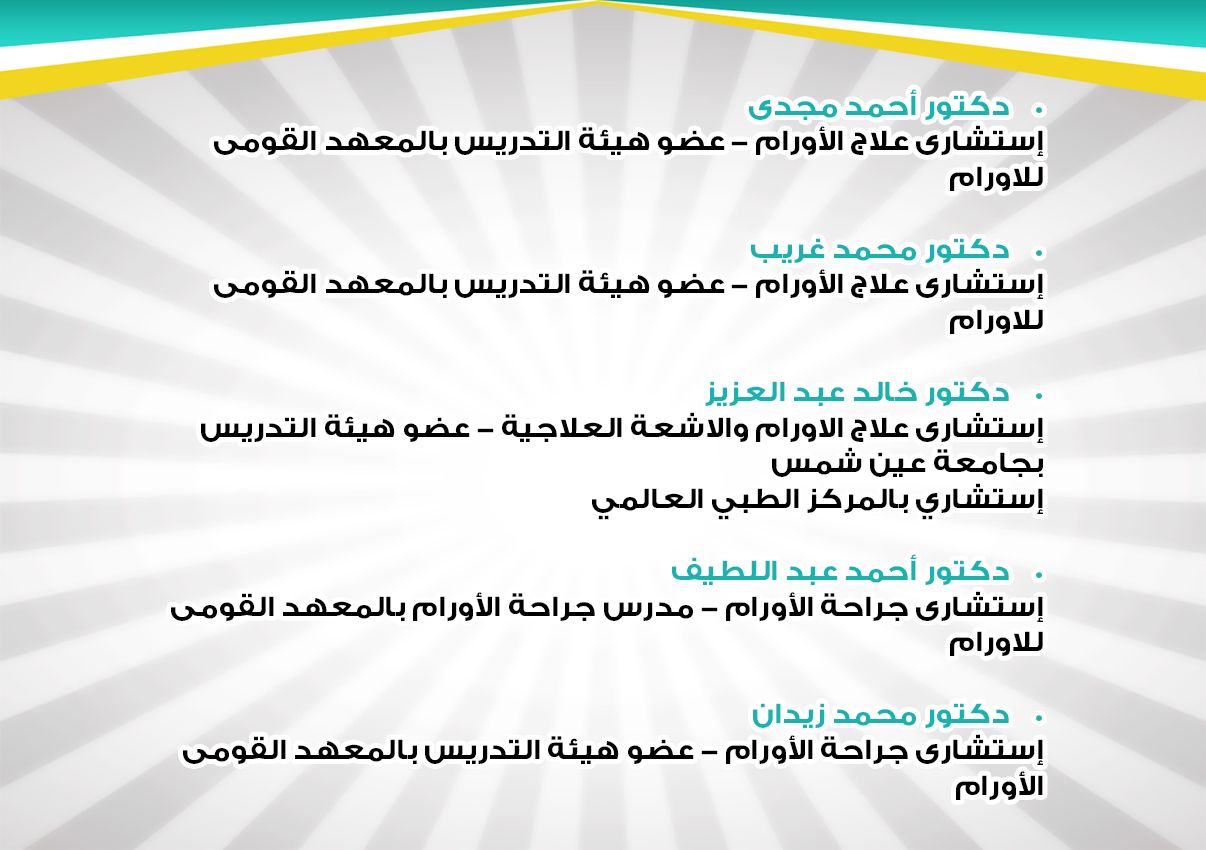 • دكتور أحمد مجدى
إستشارى علاج الأورام – عضو هيئة التدريس بالمعهد القومى
للاورام
• دكتور محمد غريب
إستشارى علاج الأورام – عضو هيئة التدريس بالمعهد القومى
للاورام
• دكتور خالد عبد العزيز
إستشارى علاج الاورام والاشعة العلاجية – عضو هيئة التدريس
بجامعة عين شمس
إستشاري بالمركز الطبي العالمي
• دكتور أحمد عبد اللطيف
إستشارى جراحة الأورام – مدرس جراحة الأورام بالمعهد القومى
للاورام
• دكتور محمد زيدان
إستشارى جراحة الأورام – عضو هيئة التدريس بالمعهد القومى
الأورام